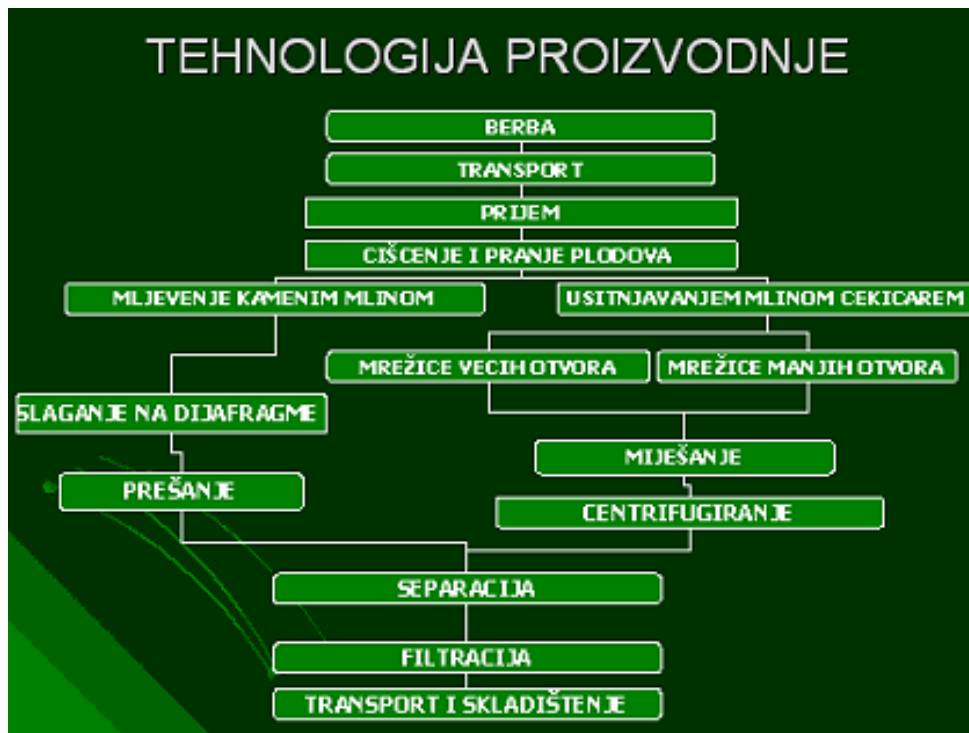 TEHNOLOGIJA PROIZVODNJE
BERBA
TRANSPORT
PRIJEM
CIŠCENJE I PRANJE PLODOVA
MLJEVENJE KAMENIM MLINOM
USITNJAVANJEM MLINOM CEKICAREM
MREŽICE VECIH OTVORA
MREŽICE MANJIH OTVORA
SLAGANJE NA DIJAFRAGME
MIJEŠANJE
PREŠANJE
CENTRIFUGIRANJE
SEPARACIJA
FILTRACIJA
TRANSPORT I SKLADIŠTENJE